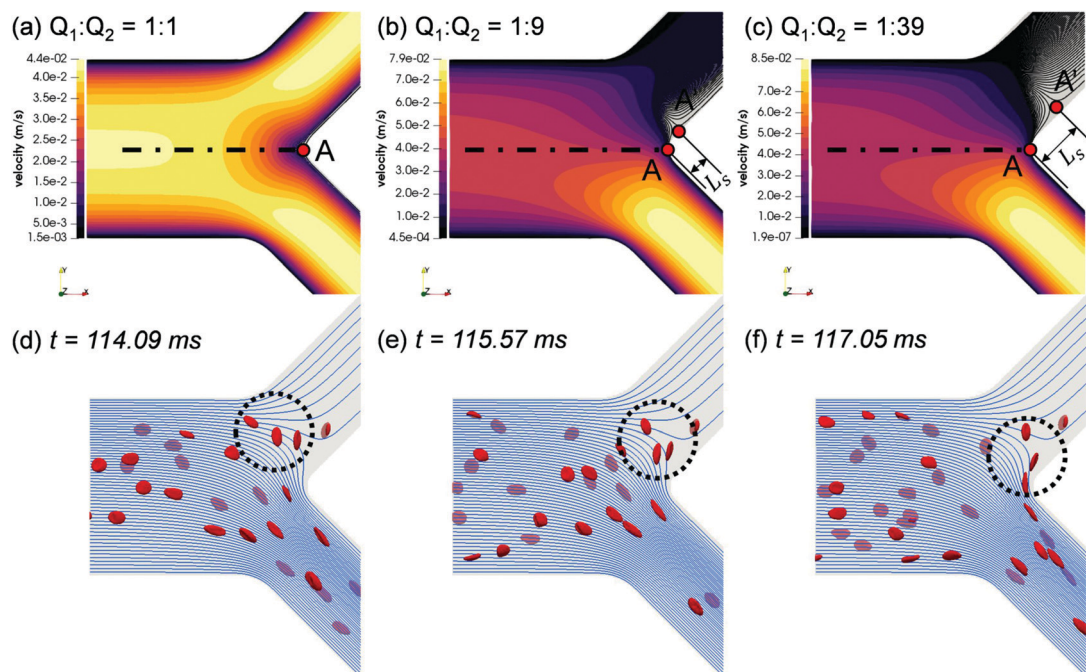 (a) Q₁:Q₂ = 1:1
(b) Q₁:Q₂ = 1:9
(c) Q₁:Q₂ = 1:39
4.4e-02
4.0e-2
3.5e-2
3.0e-2
2.5e-2
2.0e-2
1.5e-2
1.0e-2
5.0e-3
1.5e-03
velocity (m/s)
A
Y
Z
X
7.9e-02
7.0e-2
6.0e-2
5.0e-2
4.0e-2
3.0e-2
2.0e-2
1.0e-2
4.5e-04
velocity (m/s)
A'
A
Lₛ
Y
Z
X
8.5e-02
7.0e-2
6.0e-2
5.0e-2
4.0e-2
3.0e-2
2.0e-2
1.0e-2
1.9e-07
velocity (m/s)
A'
A
Lₛ
Y
Z
X
(d) t = 114.09 ms
(e) t = 115.57 ms
(f) t = 117.05 ms